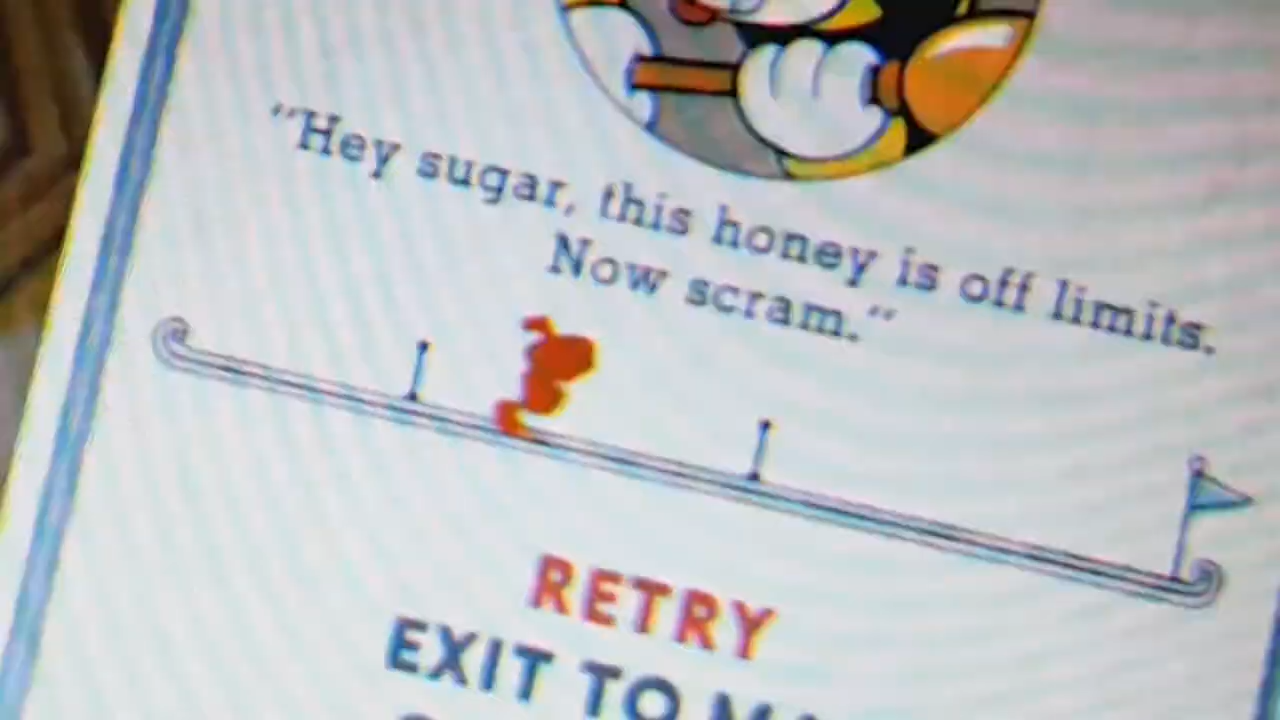 "Hey sugar, this honey is off limits.
Now scram."
RETRY
EXIT TO